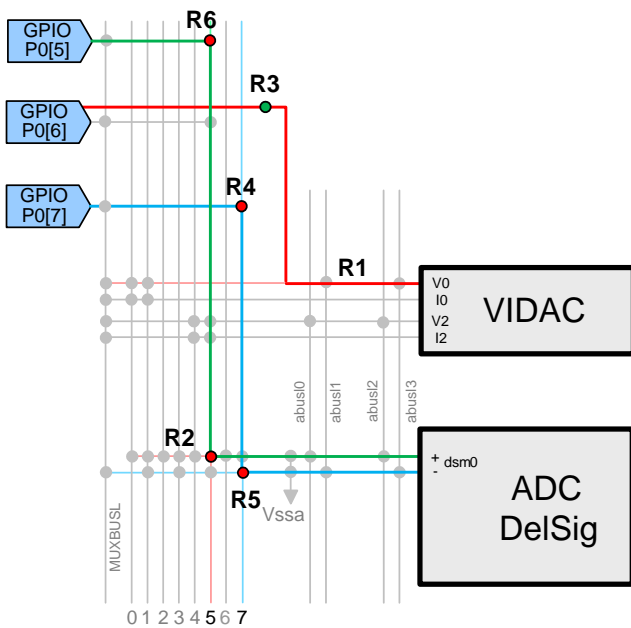 GPIO
P0[5]
R6
R3
GPIO
P0[6]
GPIO
P0[7]
R4
R1
V0
I0
V2
I2
VIDAC
abusl0
abusl1
abusl2
abusl3
R2
R5
Vssa
MUXBUSL
+
-
dsm0
ADC
DelSig
0 1 2 3 4 5 6 7